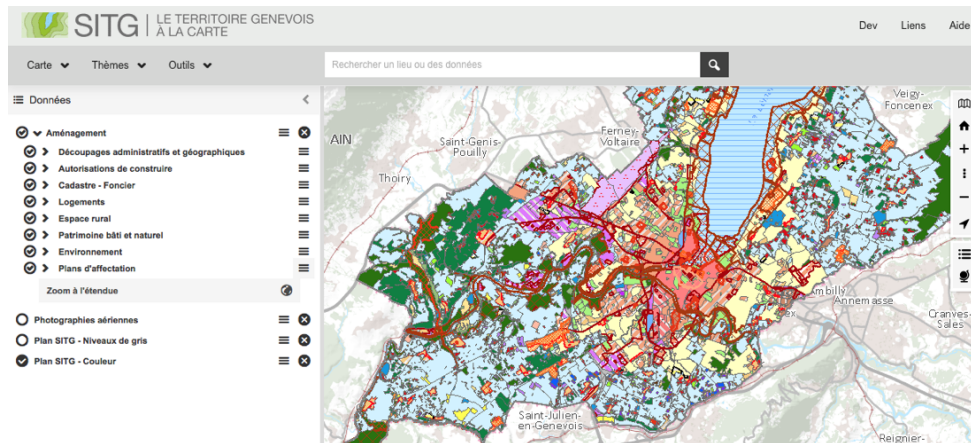 SITG
LE TERRITOIRE GENEVOIS
À LA CARTE
Dev Liens Aide
Carte Thèmes Outils
Rechercher un lieu ou des données
Données
Aménagement
Découpages administratifs et géographiques
Autorisations de construire
Cadastre - Foncier
Logements
Espace rural
Patrimoine bâti et naturel
Environnement
Plans d'affectation
Zoom à l'étendue
Photographies aériennes
Plan SITG - Niveaux de gris
Plan SITG - Couleur
Veigy-
Foncenex
AIN
Saint-Genis-
Pouilly
Ferney-
Voltaire
Thoiry
Ambilly
Annemasse
Cranves-
Sales
Saint-Julien-
en-Genevois
Reignier-